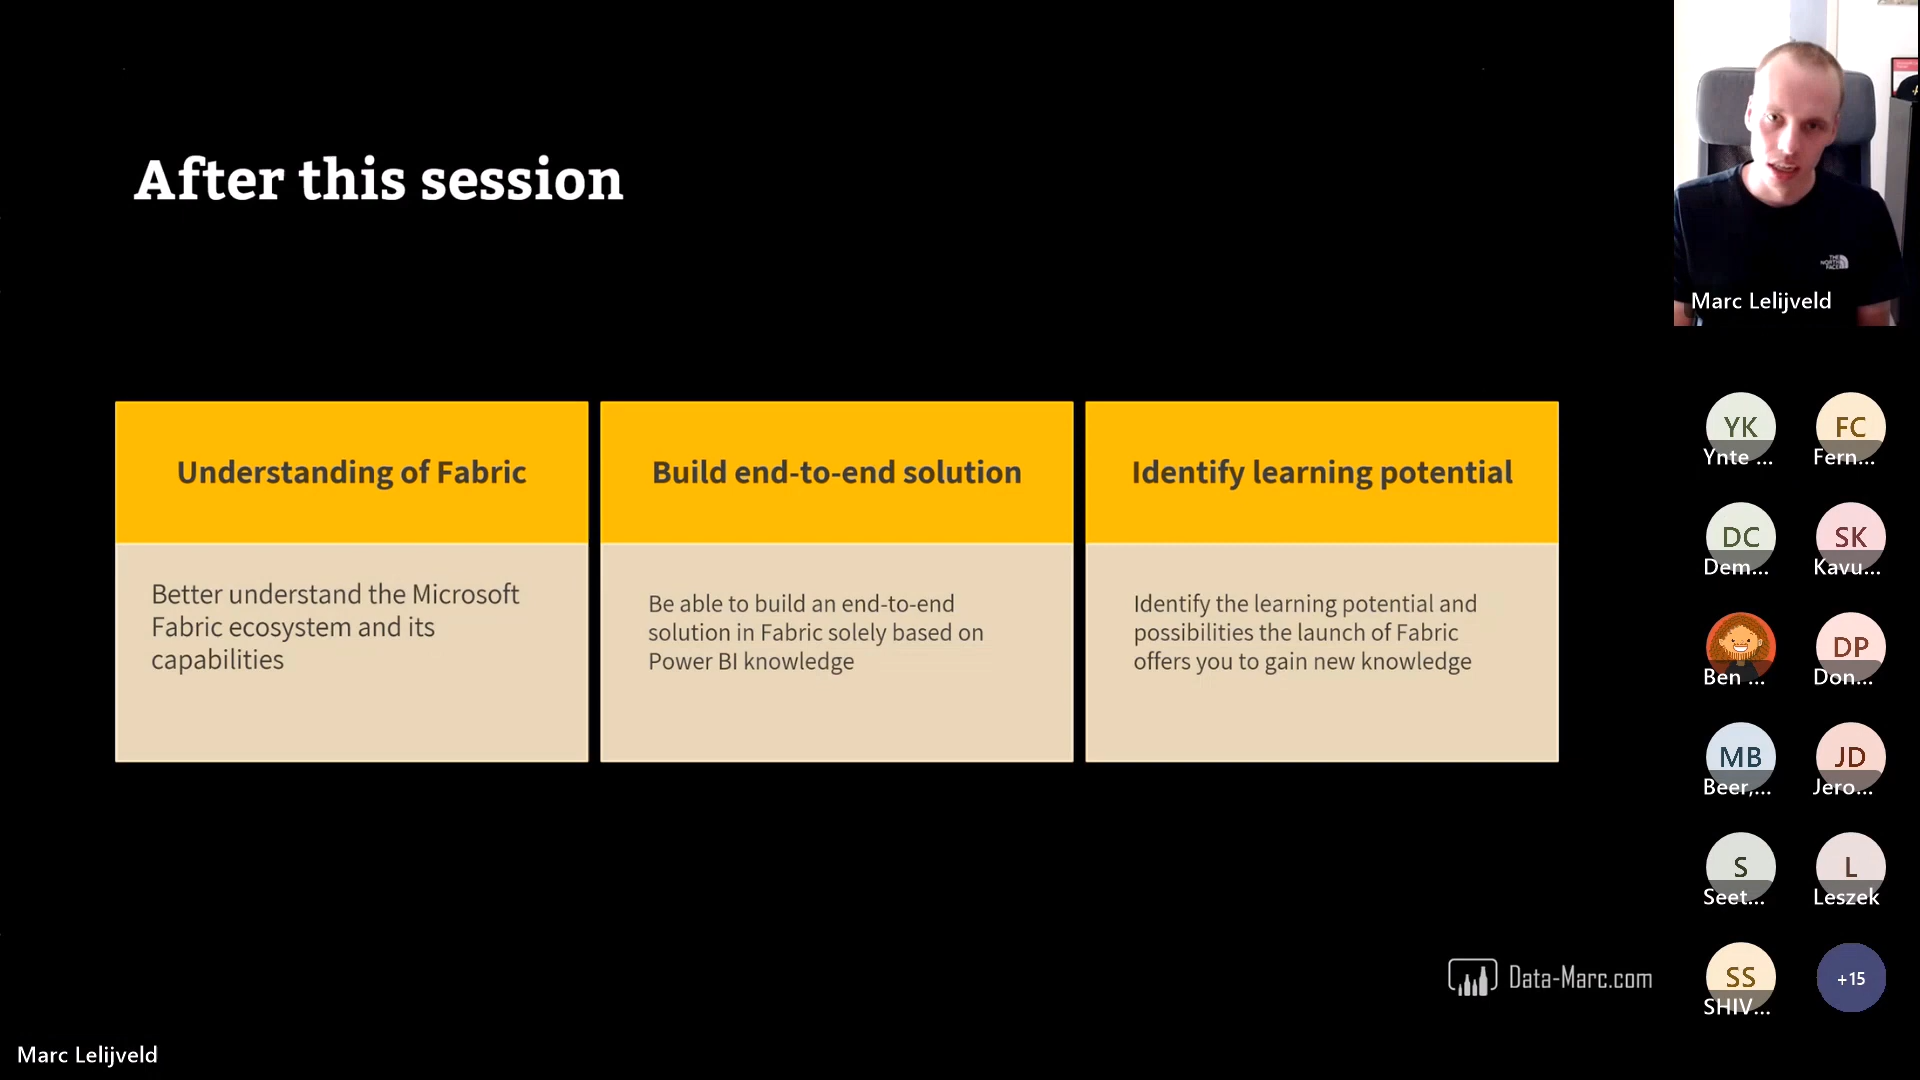 After this session
Understanding of Fabric
Better understand the Microsoft
Fabric ecosystem and its
capabilities
Build end-to-end solution
Be able to build an end-to-end
solution in Fabric solely based on
Power BI knowledge
Identify learning potential
Identify the learning potential and
possibilities the launch of Fabric
offers you to gain new knowledge
Data-Marc.com
Marc Lelijveld
THE
NORTH
FACE
Marc Lelijveld
YK
Ynte ...
FC
Fern...
DC
Dem...
SK
Kavu...
Ben ...
DP
Don...
MB
Beer,...
JD
Jero...
S
Seet...
L
Leszek
SS
SHIV...
+15